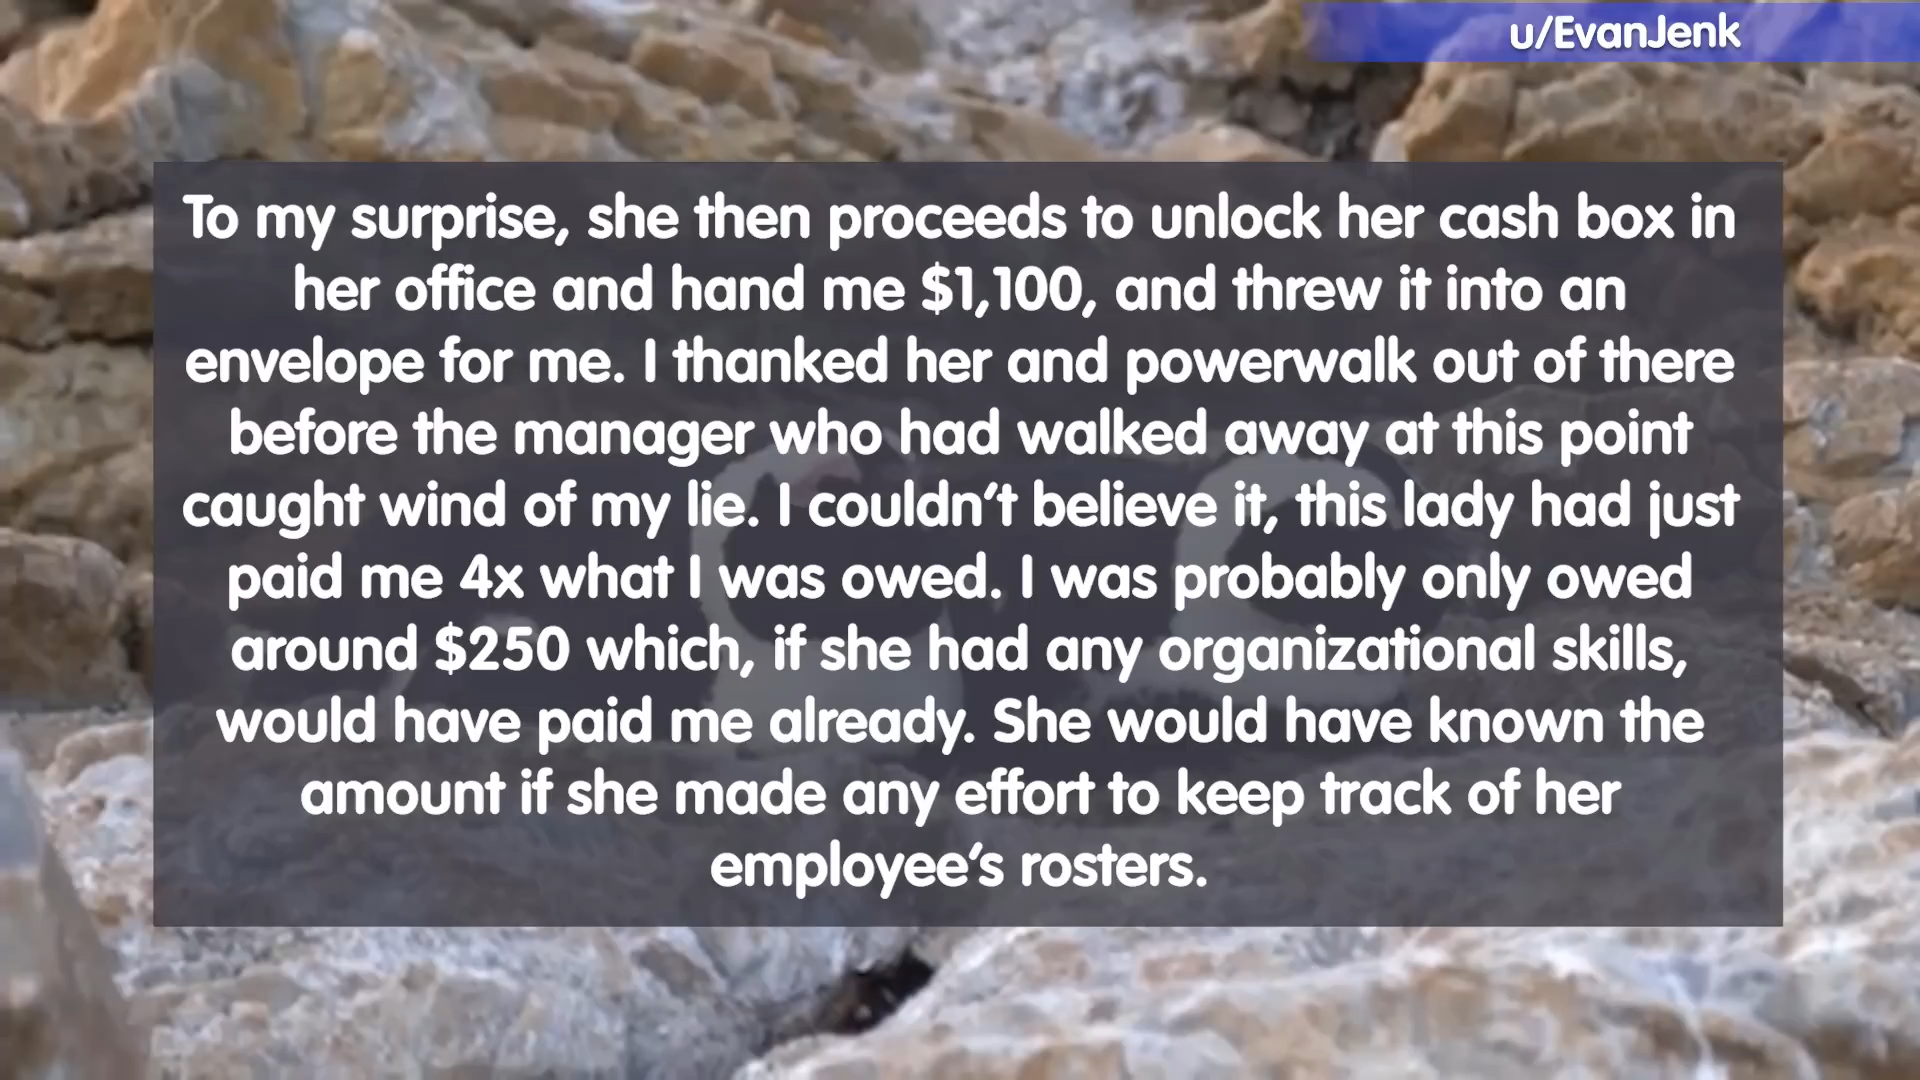 u/EvanJenk
To my surprise, she then proceeds to unlock her cash box in
her office and hand me $1,100, and threw it into an
envelope for me. I thanked her and powerwalk out of there
before the manager who had walked away at this point
caught wind of my lie. I couldn't believe it, this lady had just
paid me 4x what I was owed. I was probably only owed
around $250 which, if she had any organizational skills,
would have paid me already. She would have known the
amount if she made any effort to keep track of her
employee's rosters.